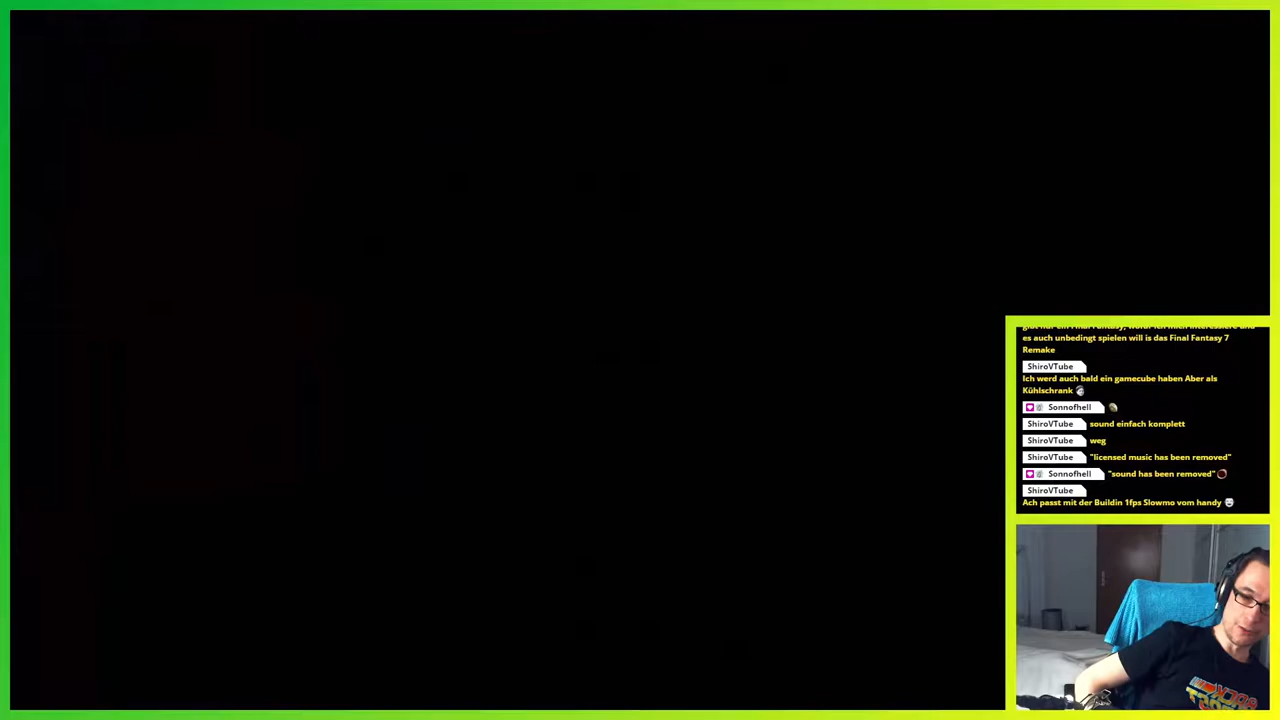 es auch unbedingt spielen will is das Final Fantasy 7
Remake
ShiroVTube
Ich werd auch bald ein gamecube haben Aber als
Kühlschrank
Sonnofhell
ShiroVTube sound einfach komplett
ShiroVTube weg
ShiroVTube "licensed music has been removed"
Sonnofhell "sound has been removed"
ShiroVTube
Ach passt mit der Buildin 1fps Slowmo vom handy